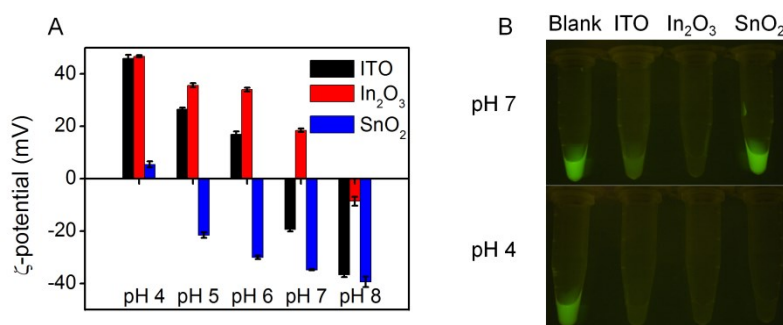 A
ζ-potential (mV)
40
20
0
-20
-40
ITO
In₂O₃
SnO₂
pH 4 pH 5 pH 6 pH 7 pH 8
B
Blank ITO In₂O₃ SnO₂
pH 7
pH 4